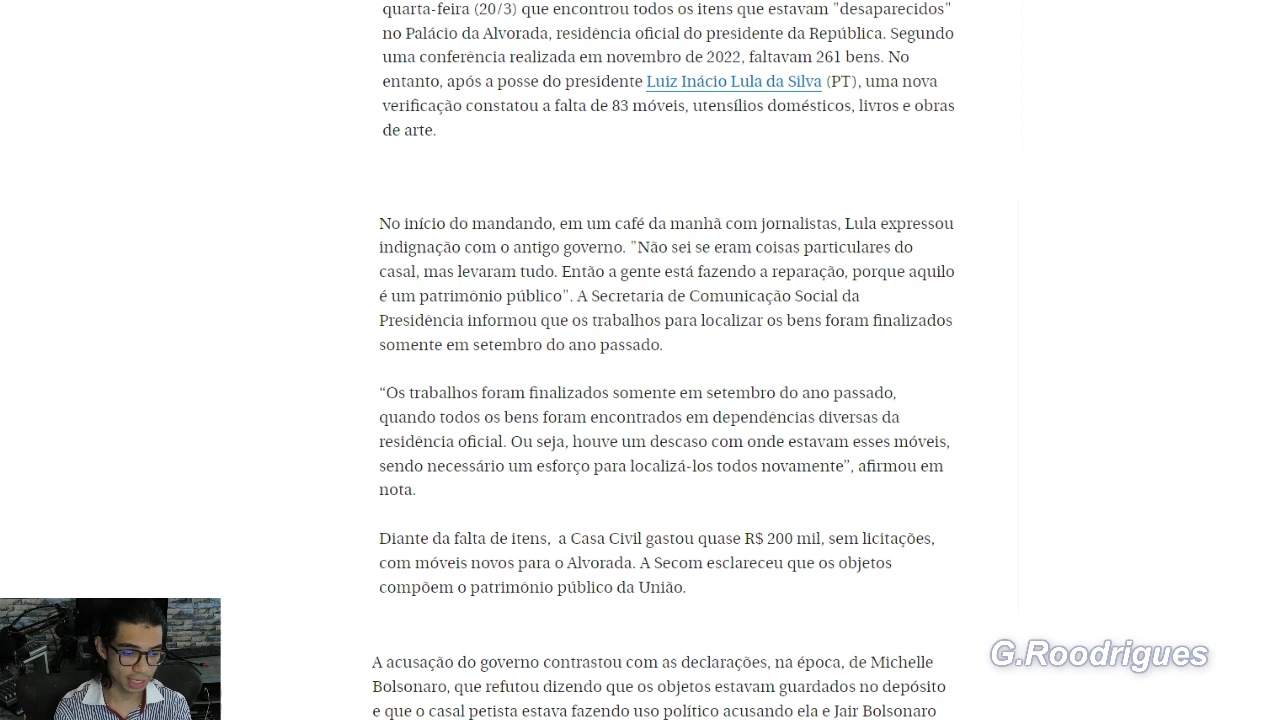 quarta-feira (20/3) que encontrou todos os itens que estavam "desaparecidos"
no Palácio da Alvorada, residência oficial do presidente da República. Segundo
uma conferência realizada em novembro de 2022, faltavam 261 bens. No
entanto, após a posse do presidente Luiz Inácio Lula da Silva (PT), uma nova
verificação constatou a falta de 83 móveis, utensílios domésticos, livros e obras
de arte.
No início do mandando, em um café da manhã com jornalistas, Lula expressou
indignação com o antigo governo. "Não sei se eram coisas particulares do
casal, mas levaram tudo. Então a gente está fazendo a reparação, porque aquilo
é um patrimônio público". A Secretaria de Comunicação Social da
Presidência informou que os trabalhos para localizar os bens foram finalizados
somente em setembro do ano passado.
“Os trabalhos foram finalizados somente em setembro do ano passado,
quando todos os bens foram encontrados em dependências diversas da
residência oficial. Ou seja, houve um descaso com onde estavam esses móveis,
sendo necessário um esforço para localizá-los todos novamente”, afirmou em
nota.
Diante da falta de itens,  a Casa Civil gastou quase R$ 200 mil, sem licitações,
com móveis novos para o Alvorada. A Secom esclareceu que os objetos
compõem o patrimônio público da União.
G.Roodrigues
A acusação do governo contrastou com as declarações, na época, de Michelle
Bolsonaro, que refutou dizendo que os objetos estavam guardados no depósito
e que o casal petista estava fazendo uso político acusando ela e Jair Bolsonaro